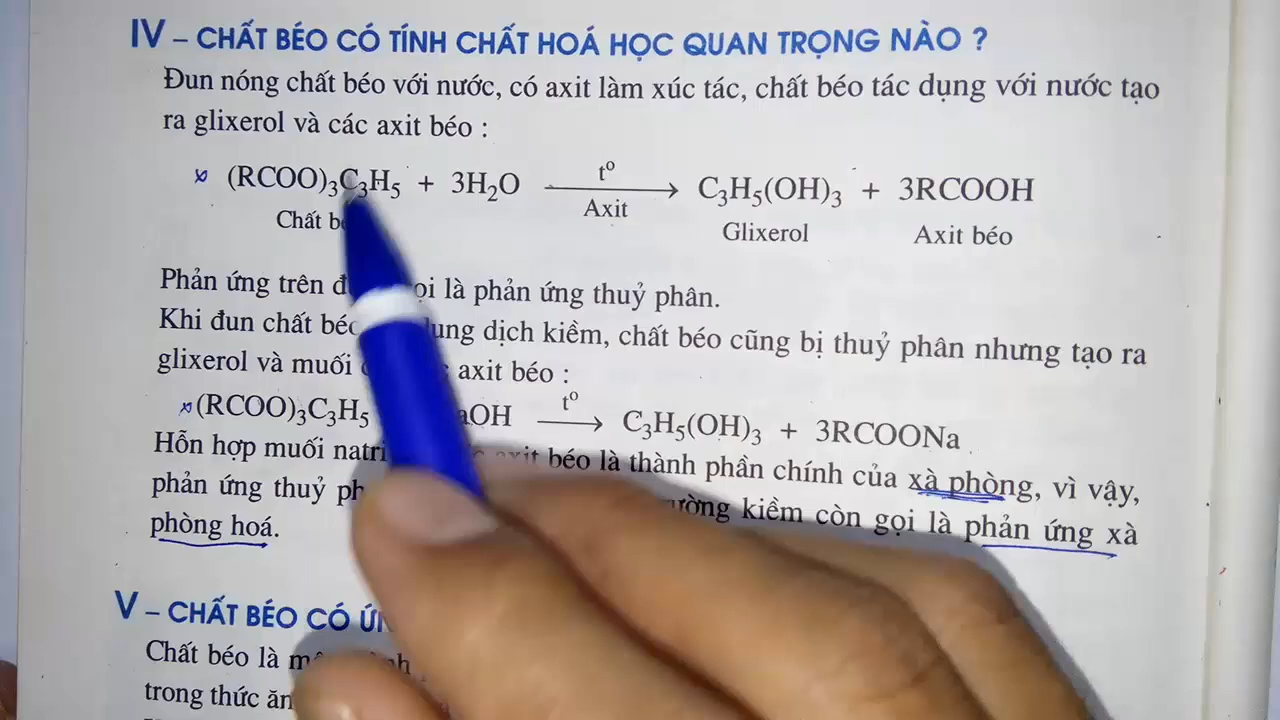 IV – CHẤT BÉO CÓ TÍNH CHẤT HOÁ HỌC QUAN TRỌNG NÀO ?
Đun nóng chất béo với nước, có axit làm xúc tác, chất béo tác dụng với nước tạo
ra glixerol và các axit béo :
(RCOO)₃C₃H₅ + 3H₂O —t°/Axit→ C₃H₅(OH)₃ + 3RCOOH
Chất Glixerol Axit béo
Phản ứng trên là phản ứng thuỷ phân.
Khi đun chất béo dịch kiềm, chất béo cũng bị thuỷ phân nhưng tạo ra
glixerol và muối axit béo :
(RCOO)₃C₃H₅ aOH —t°→ C₃H₅(OH)₃ + 3RCOONa
Hỗn hợp muối natri axit béo là thành phần chính của xà phòng, vì vậy,
phản ứng thuỷ kiềm còn gọi là phản ứng xà
phòng hoá.
V – CHẤT BÉO CÓ
Chất béo là
trong thức ăn